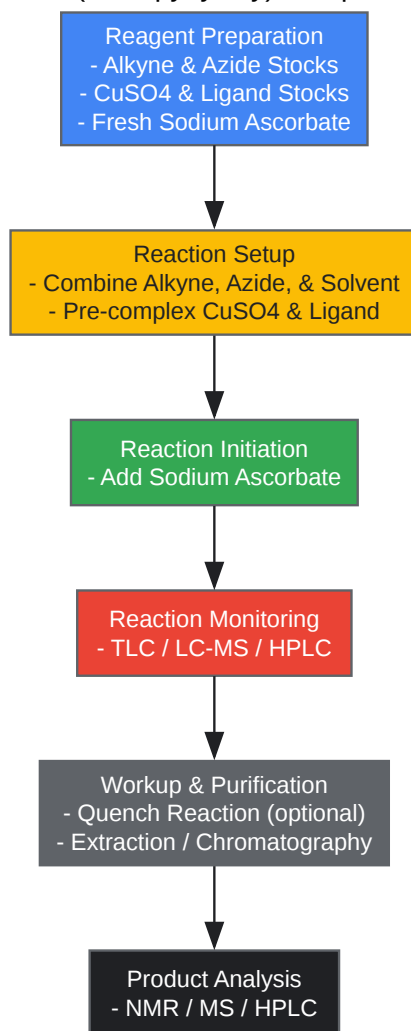 Reagent Preparation
- Alkyne & Azide Stocks
- CuSO4 & Ligand Stocks
- Fresh Sodium Ascorbate
Reaction Setup
- Combine Alkyne, Azide, & Solvent
- Pre-complex CuSO4 & Ligand
Reaction Initiation
- Add Sodium Ascorbate
Reaction Monitoring
- TLC / LC-MS / HPLC
Workup & Purification
- Quench Reaction (optional)
- Extraction / Chromatography
Product Analysis
- NMR / MS / HPLC